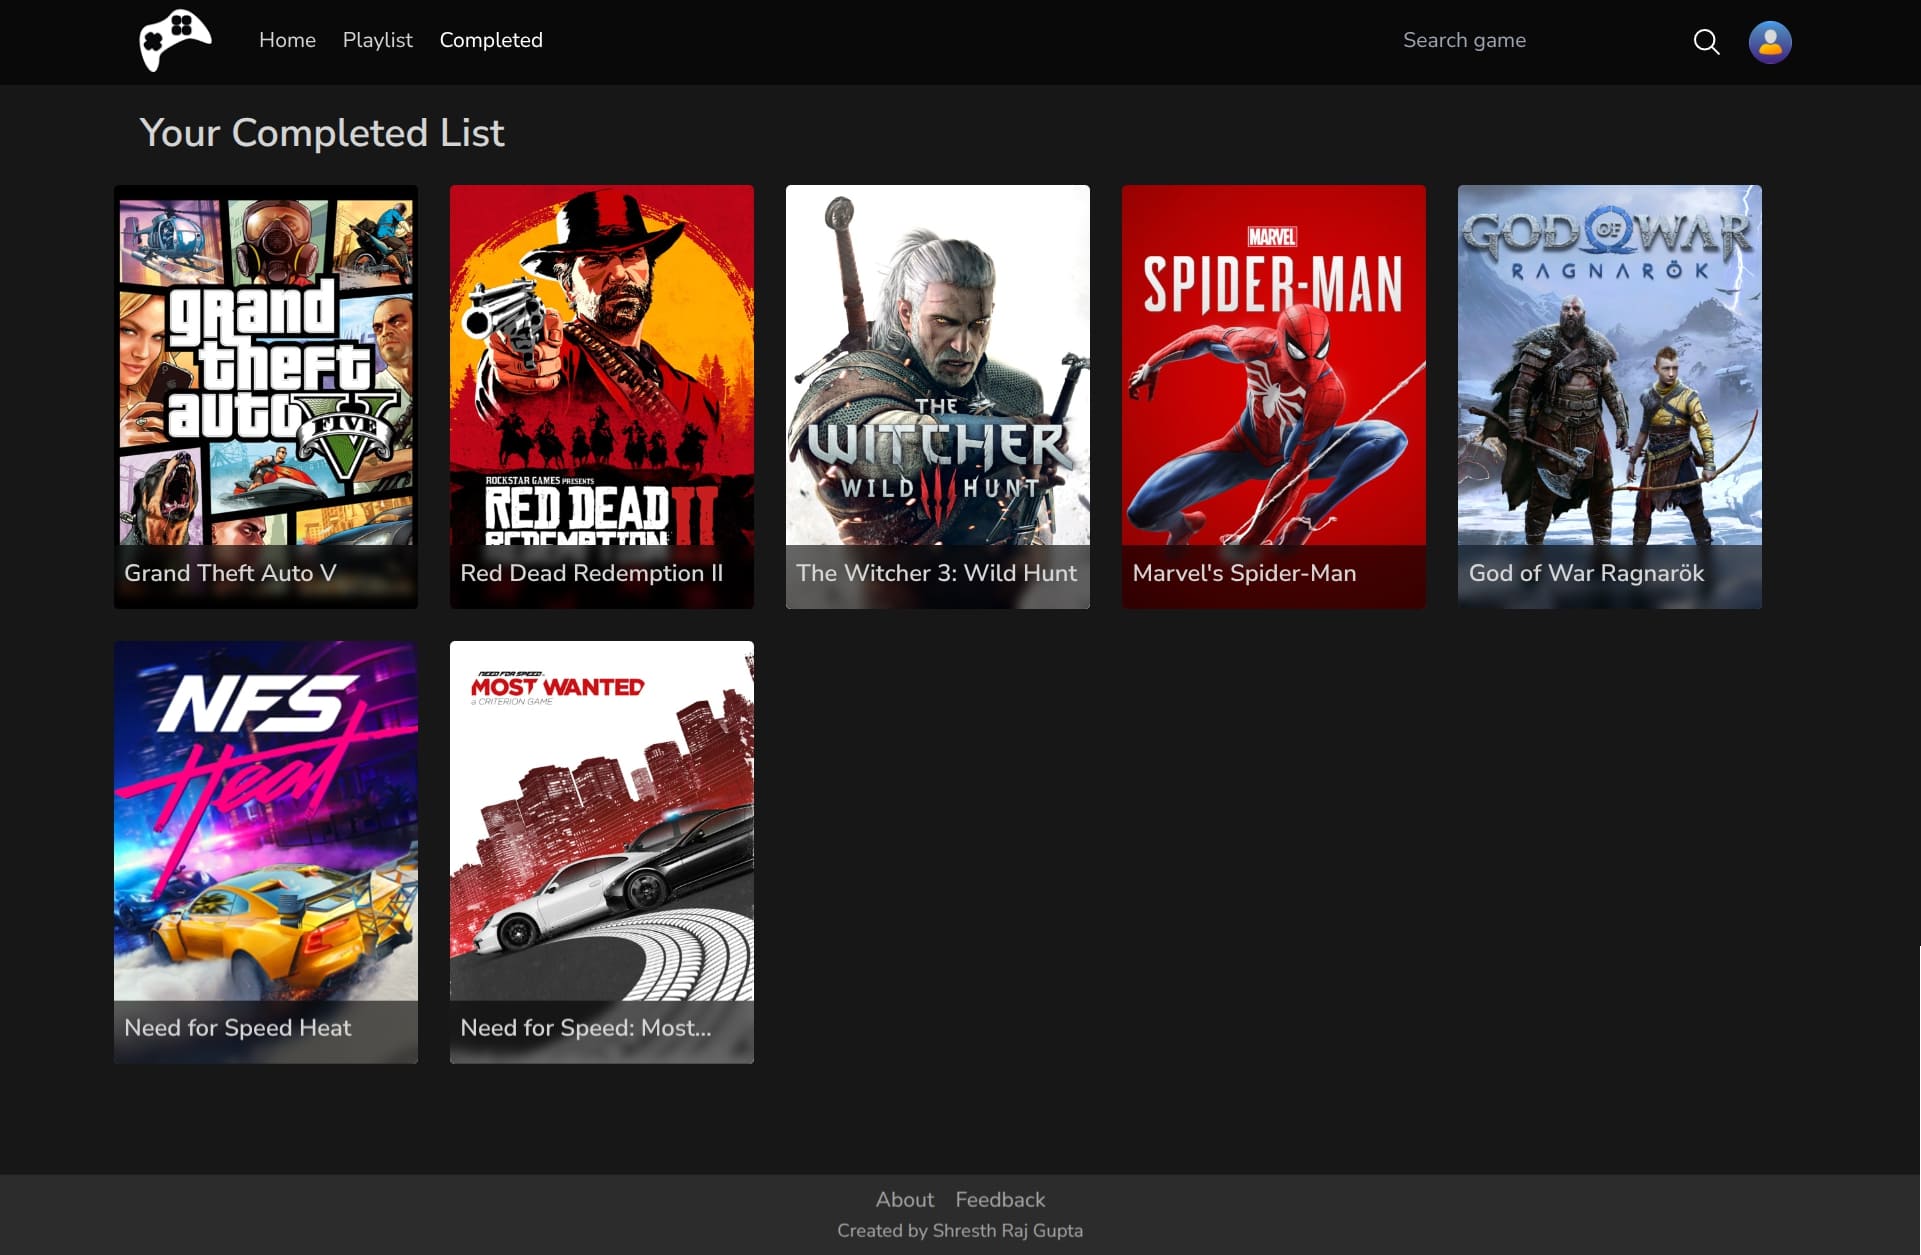 Home Playlist Completed Search game
Your Completed List
grand
theft
auto V
FIVE
Grand Theft Auto V
ROCKSTAR GAMES PRESENTS
RED DEAD
REDEMPTION II
Red Dead Redemption II
THE
WITCHER
WILD HUNT
The Witcher 3: Wild Hunt
MARVEL
SPIDER-MAN
Marvel's Spider-Man
GOD OF WAR
RAGNARÖK
God of War Ragnarök
NFS
Heat
Need for Speed Heat
NEED FOR SPEED
MOST WANTED
a CRITERION GAME
Need for Speed: Most...
About Feedback
Created by Shresth Raj Gupta